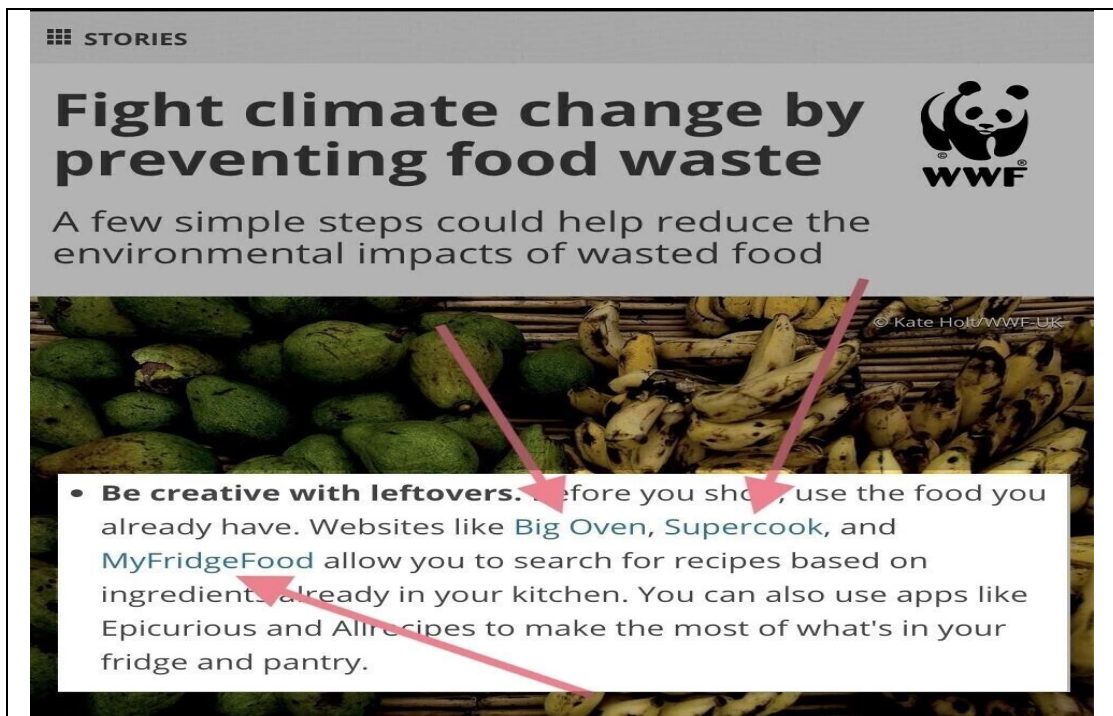 STORIES
Fight climate change by
preventing food waste
© ®
WWF
A few simple steps could help reduce the
environmental impacts of wasted food
© Kate Holt/WWF-UK
• Be creative with leftovers. Before you shop, use the food you
already have. Websites like Big Oven, Supercook, and
MyFridgeFood allow you to search for recipes based on
ingredients already in your kitchen. You can also use apps like
Epicurious and Allrecipes to make the most of what's in your
fridge and pantry.